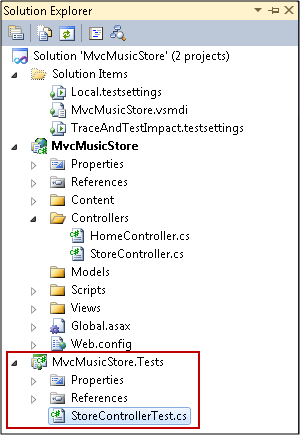 Solution Explorer
Solution 'MvcMusicStore' (2 projects)
Solution Items
Local.testsettings
MvcMusicStore.vsmdi
TraceAndTestImpact.testsettings
MvcMusicStore
Properties
References
Content
Controllers
HomeController.cs
StoreController.cs
Models
Scripts
Views
Global.asax
Web.config
MvcMusicStore.Tests
Properties
References
StoreControllerTest.cs